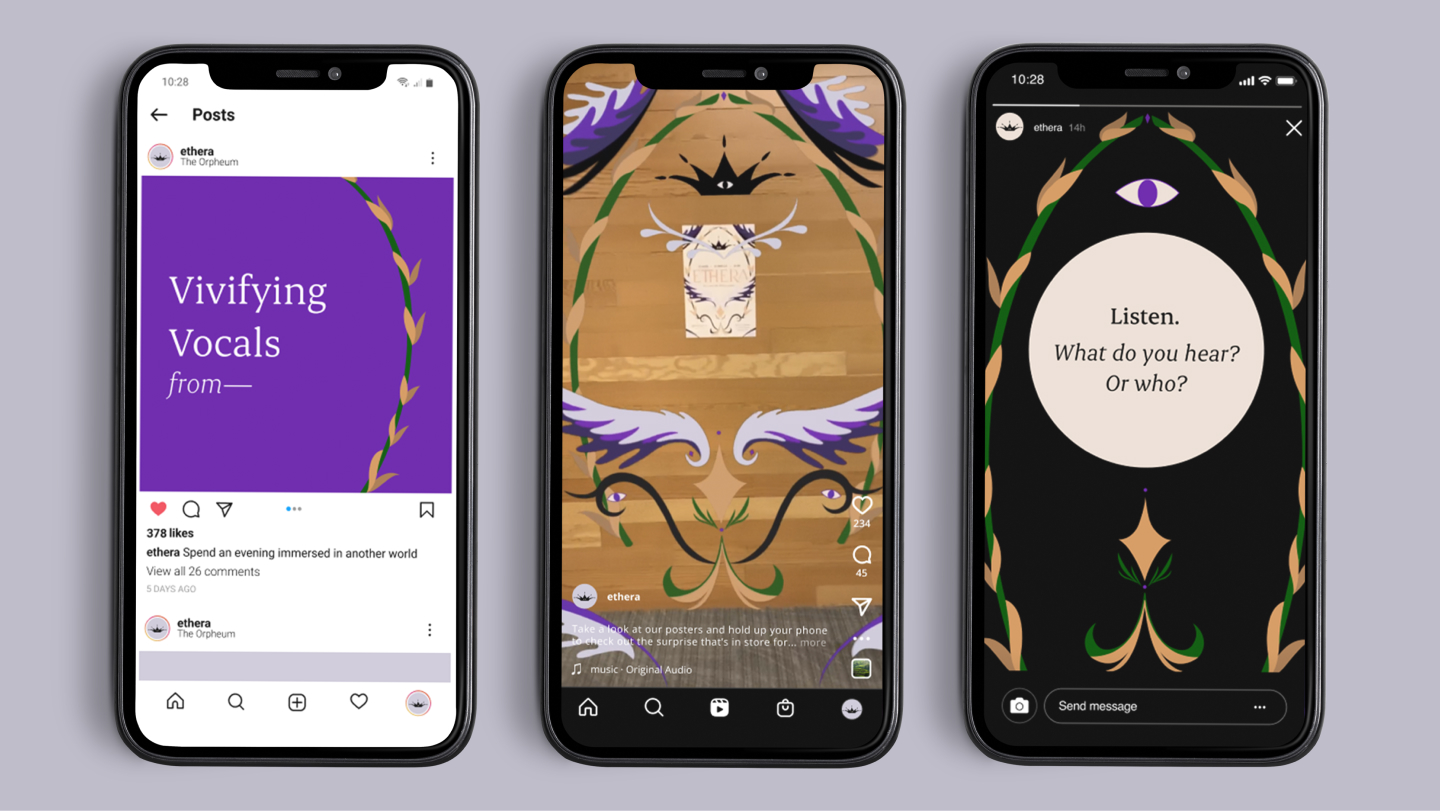 10:28
Posts
ethera
The Orpheum
Vivifying
Vocals
from—
378 likes
ethera Spend an evening immersed in another world
View all 26 comments
5 DAYS AGO
ethera
The Orpheum
ETHERA
234
45
ethera
Take a look at our posters and hold up your phone
to check out the surprise that's in store for... more
music · Original Audio
10:28
ethera 14h
Listen.
What do you hear?
Or who?
Send message